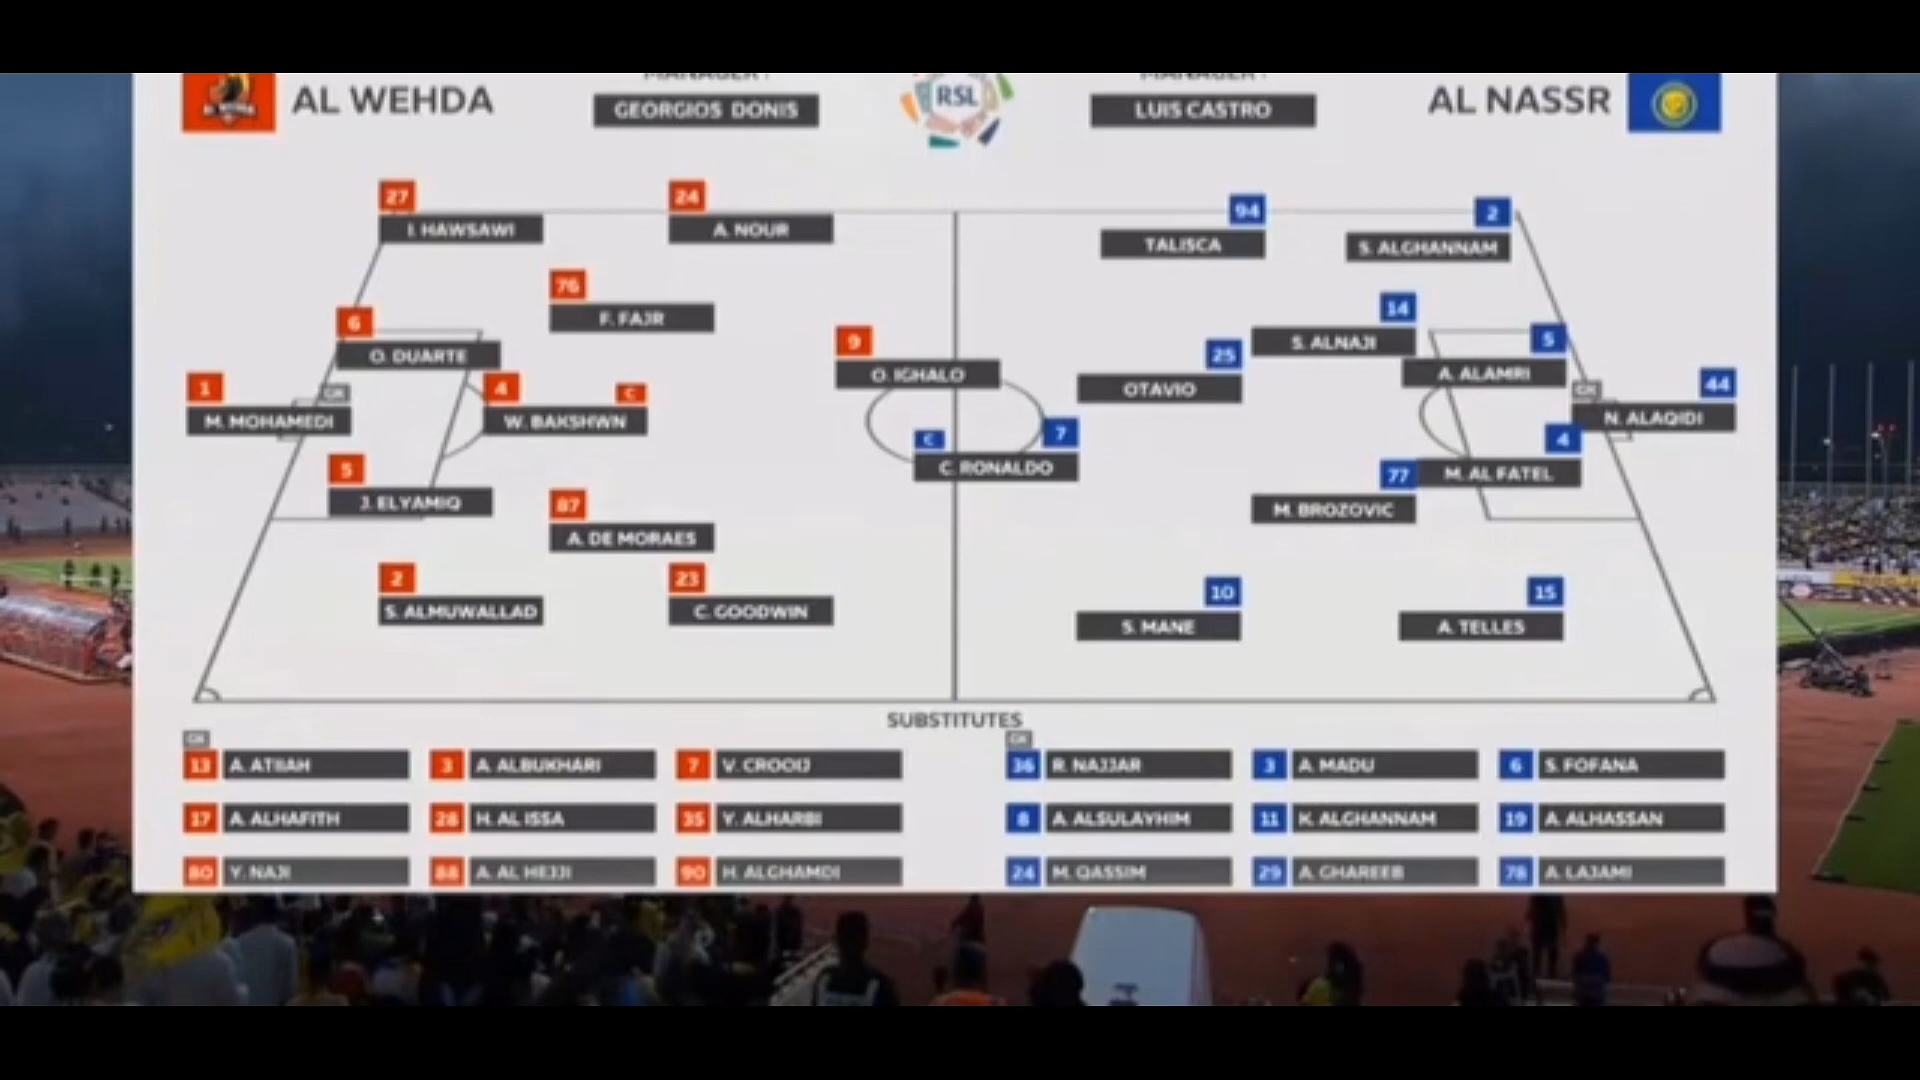 AL WEHDA
MANAGER :
GEORGIOS DONIS
RSL
MANAGER :
LUIS CASTRO
AL NASSR
27
I. HAWSAWI
24
A. NOUR
76
F. FAJR
6
O. DUARTE
9
O. IGHALO
1
GK
M. MOHAMEDI
4
C
W. BAKSHWN
5
J. ELYAMIQ
87
A. DE MORAES
2
S. ALMUWALLAD
23
C. GOODWIN
94
TALISCA
2
S. ALGHANNAM
14
S. ALNAJI
5
A. ALAMRI
25
OTAVIO
GK
44
N. ALAQIDI
C
7
C. RONALDO
4
M. AL FATEL
77
M. BROZOVIC
10
S. MANE
15
A. TELLES
SUBSTITUTES
GK
13 A. ATIIAH
3 A. ALBUKHARI
7 V. CROOIJ
17 A. ALHAFITH
28 H. AL ISSA
35 Y. ALHARBI
80 Y. NAJI
88 A. AL HEJJI
90 H. ALGHAMDI
GK
36 R. NAJJAR
3 A. MADU
6 S. FOFANA
8 A. ALSULAYHIM
11 K. ALGHANNAM
19 A. ALHASSAN
24 M. QASSIM
29 A. GHAREEB
78 A. LAJAMI